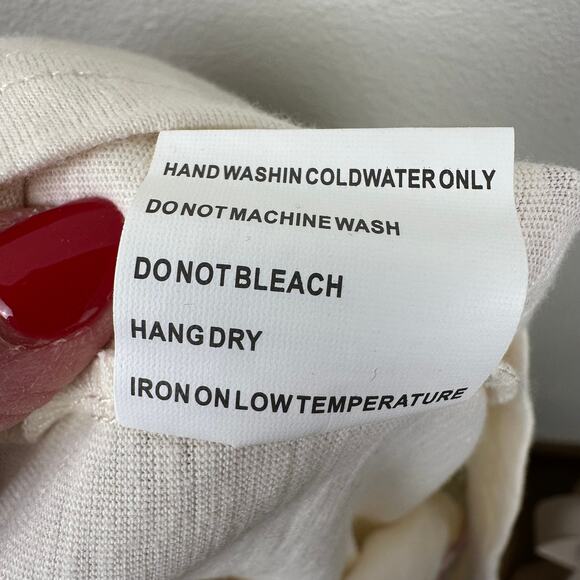 HAND WASHIN COLDWATER ONLY
DO NOT MACHINE WASH
DO NOT BLEACH
HANG DRY
IRON ON LOW TEMPERATURE